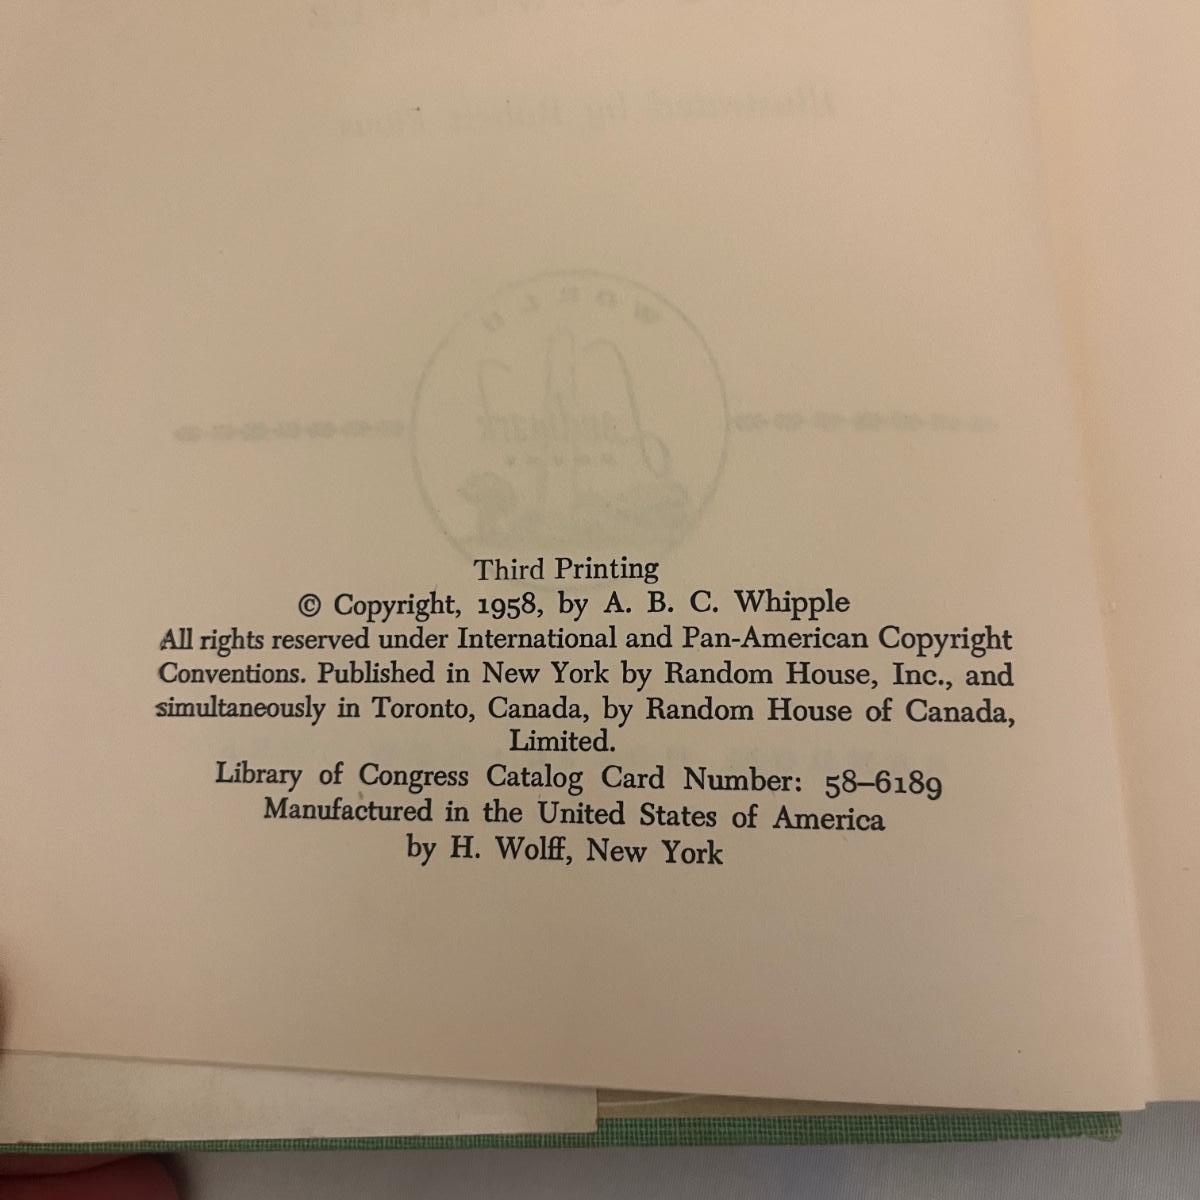 Third Printing
© Copyright, 1958, by A. B. C. Whipple
All rights reserved under International and Pan-American Copyright
Conventions. Published in New York by Random House, Inc., and
simultaneously in Toronto, Canada, by Random House of Canada,
Limited.
Library of Congress Catalog Card Number: 58–6189
Manufactured in the United States of America
by H. Wolff, New York